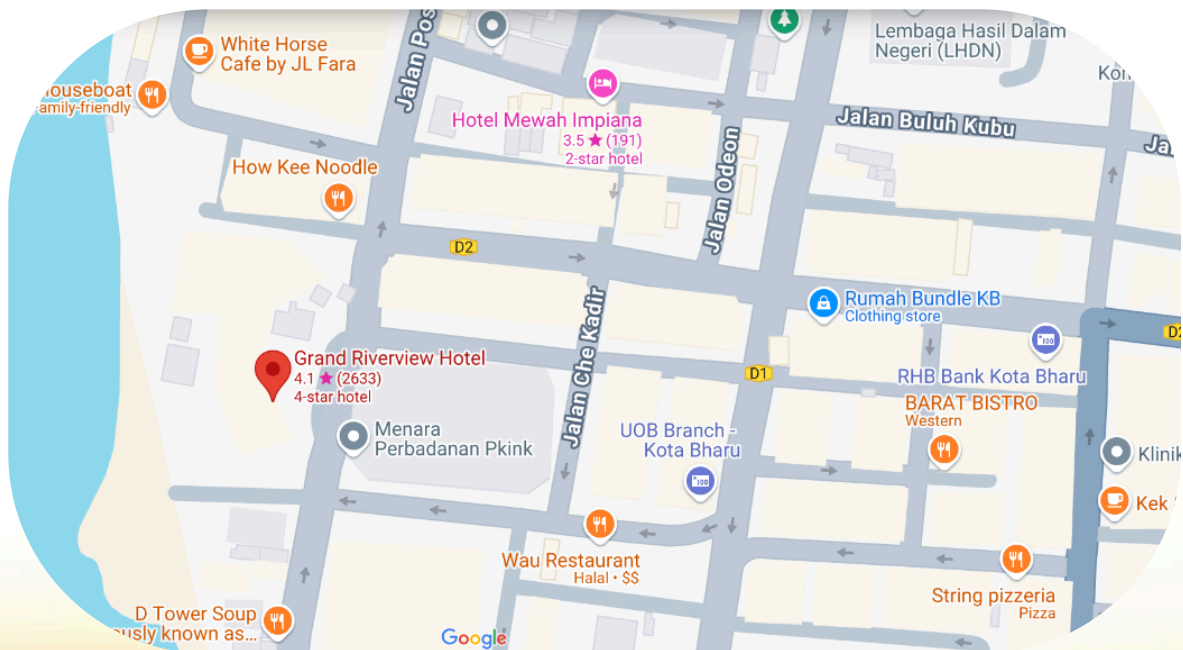 White Horse
Cafe by JL Fara
Jalan Pos
Lembaga Hasil Dalam
Negeri (LHDN)
ouseboat
amily-friendly
Hotel Mewah Impiana
3.5 ★ (191)
2-star hotel
Jalan Buluh Kubu
Jal
How Kee Noodle
Jalan Odeon
D2
Rumah Bundle KB
Clothing store
Jalan Che Kadir
Grand Riverview Hotel
4.1 ★ (2633)
4-star hotel
D1
RHB Bank Kota Bharu
BARAT BISTRO
Western
Menara
Perbadanan Pkink
UOB Branch -
Kota Bharu
Klinik
Kek
Wau Restaurant
Halal • $$
String pizzeria
Pizza
D Tower Soup
usly known as...
Google